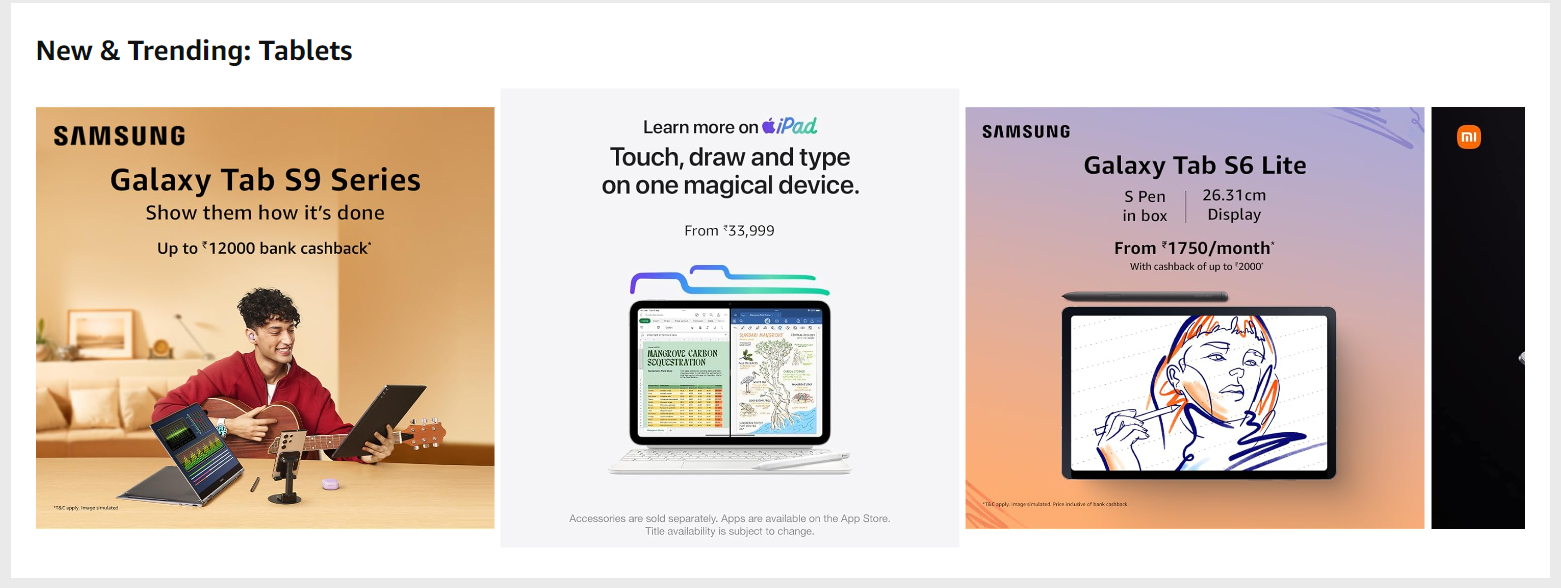 New & Trending: Tablets
SAMSUNG
Galaxy Tab S9 Series
Show them how it's done
Up to ₹12000 bank cashback*
*T&C apply. Image simulated
Learn more on iPad
Touch, draw and type
on one magical device.
From ₹33,999
MANGROVE CARBON
SEQUESTRATION
Accessories are sold separately. Apps are available on the App Store.
Title availability is subject to change.
SAMSUNG
Galaxy Tab S6 Lite
S Pen
in box
26.31cm
Display
From ₹1750/month*
With cashback of up to ₹2000*
*T&C apply. Image simulated. Price inclusive of bank cashback
mi